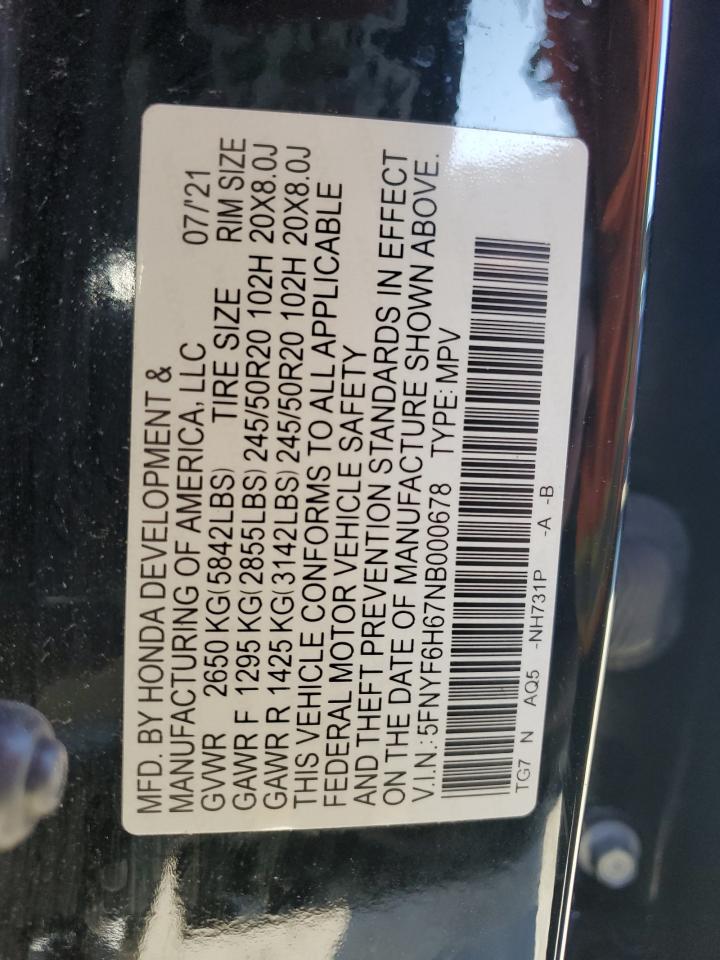 MFD. BY HONDA DEVELOPMENT &
MANUFACTURING OF AMERICA, LLC 07/'21
GVWR 2650 KG(5842LBS) TIRE SIZE RIM SIZE
GAWR F 1295 KG(2855LBS) 245/50R20 102H 20X8.0J
GAWR R 1425 KG(3142LBS) 245/50R20 102H 20X8.0J
THIS VEHICLE CONFORMS TO ALL APPLICABLE
FEDERAL MOTOR VEHICLE SAFETY
AND THEFT PREVENTION STANDARDS IN EFFECT
ON THE DATE OF MANUFACTURE SHOWN ABOVE.
V.I.N.: 5FNYF6H67NB000678 TYPE: MPV
TG7 N AQ5 -NH731P -A -B